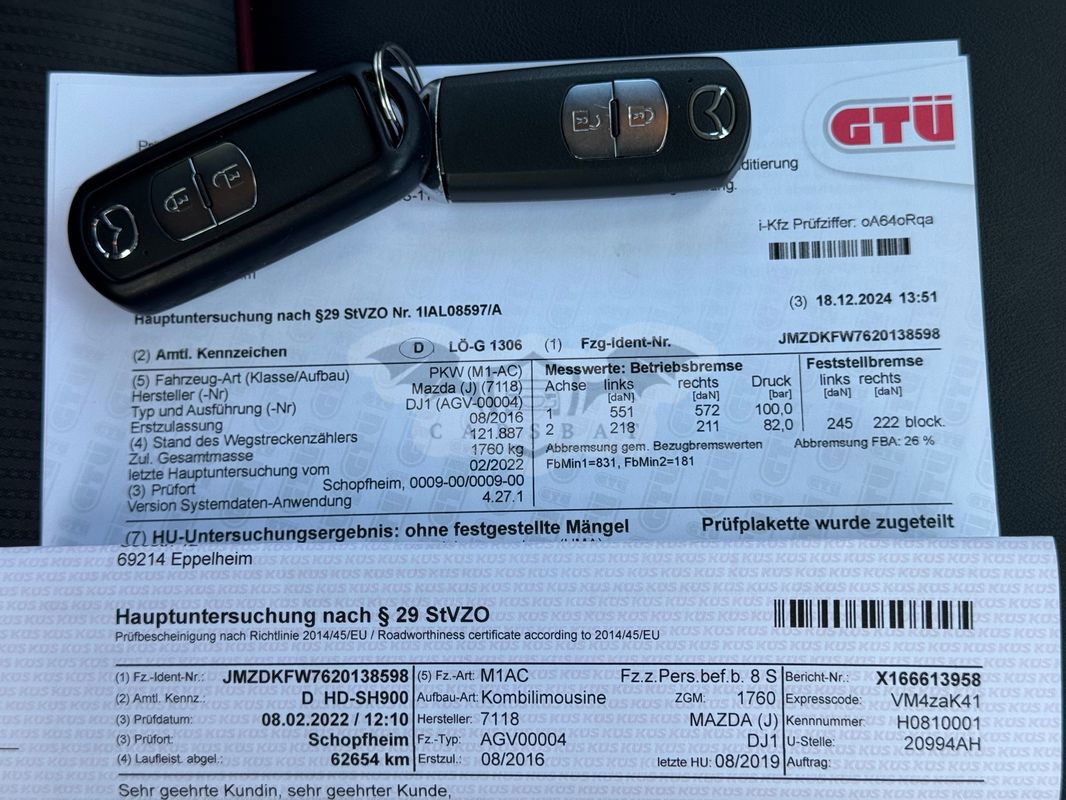 GTÜ
ditierung
i-Kfz Prüfziffer: oA64oRqa
(3) 18.12.2024 13:51
Hauptuntersuchung nach §29 StVZO Nr. 1IAL08597/A
(2) Amtl. Kennzeichen D LÖ-G 1306 (1) Fzg-Ident-Nr. JMZDKFW7620138598
(5) Fahrzeug-Art (Klasse/Aufbau) PKW (M1-AC)
Hersteller (-Nr) Mazda (J) (7118)
Typ und Ausführung (-Nr) DJ1 (AGV-00004)
Erstzulassung 08/2016
(4) Stand des Wegstreckenzählers 121.887
Zul. Gesamtmasse 1760 kg
letzte Hauptuntersuchung vom 02/2022
(3) Prüfort Schopfheim, 0009-00/0009-00
Version Systemdaten-Anwendung 4.27.1
Messwerte: Betriebsbremse Feststellbremse
Achse links rechts Druck links rechts
[daN] [daN] [bar] [daN] [daN]
1 551 572 100,0
2 218 211 82,0 245 222 block.
Abbremsung gem. Bezugbremswerten Abbremsung FBA: 26 %
FbMin1=831, FbMin2=181
CARSBAY
(7) HU-Untersuchungsergebnis: ohne festgestellte Mängel Prüfplakette wurde zugeteilt
69214 Eppelheim
Hauptuntersuchung nach § 29 StVZO
Prüfbescheinigung nach Richtlinie 2014/45/EU / Roadworthiness certificate according to 2014/45/EU
(1) Fz.-Ident-Nr.: JMZDKFW7620138598 (5) Fz.-Art: M1AC Fz.z.Pers.bef.b. 8 S Bericht-Nr.: X166613958
(2) Amtl. Kennz.: D HD-SH900 Aufbau-Art: Kombilimousine ZGM: 1760 Expresscode: VM4zaK41
(3) Prüfdatum: 08.02.2022 / 12:10 Hersteller: 7118 MAZDA (J) Kennnummer: H0810001
(3) Prüfort: Schopfheim Fz.-Typ: AGV00004 DJ1 U-Stelle: 20994AH
(4) Laufleist. abgel.: 62654 km Erstzul.: 08/2016 letzte HU: 08/2019 Auftrag:
Sehr geehrte Kundin, sehr geehrter Kunde,